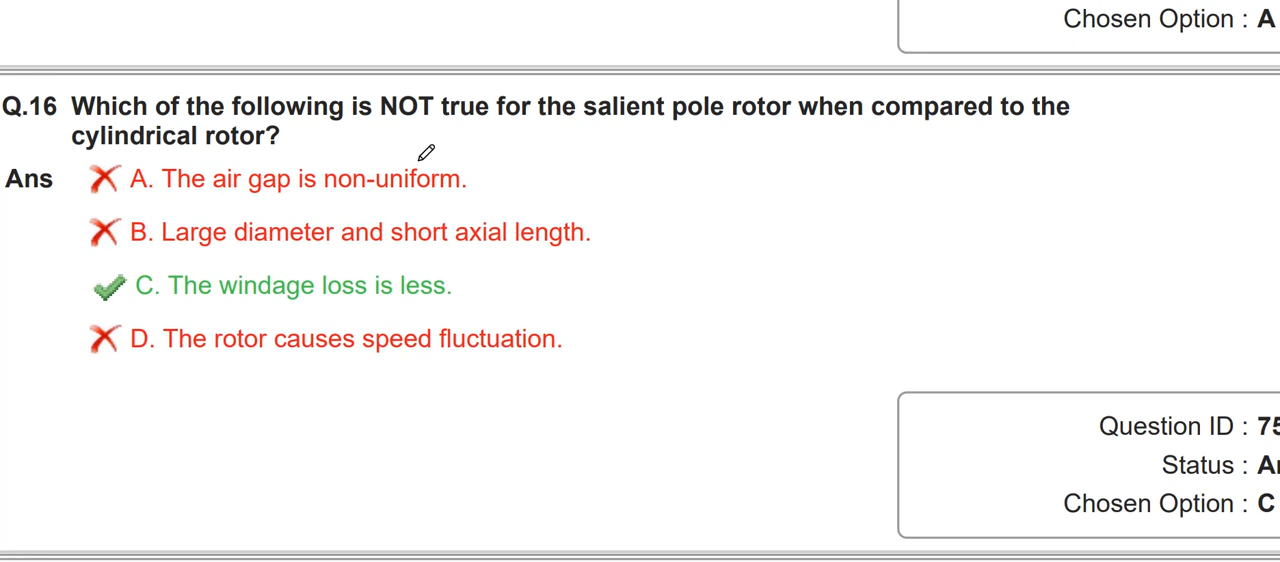 Chosen Option : A
Q.16 Which of the following is NOT true for the salient pole rotor when compared to the
cylindrical rotor?
Ans A. The air gap is non-uniform.
B. Large diameter and short axial length.
C. The windage loss is less.
D. The rotor causes speed fluctuation.
Question ID : 75
Status :
Chosen Option : C